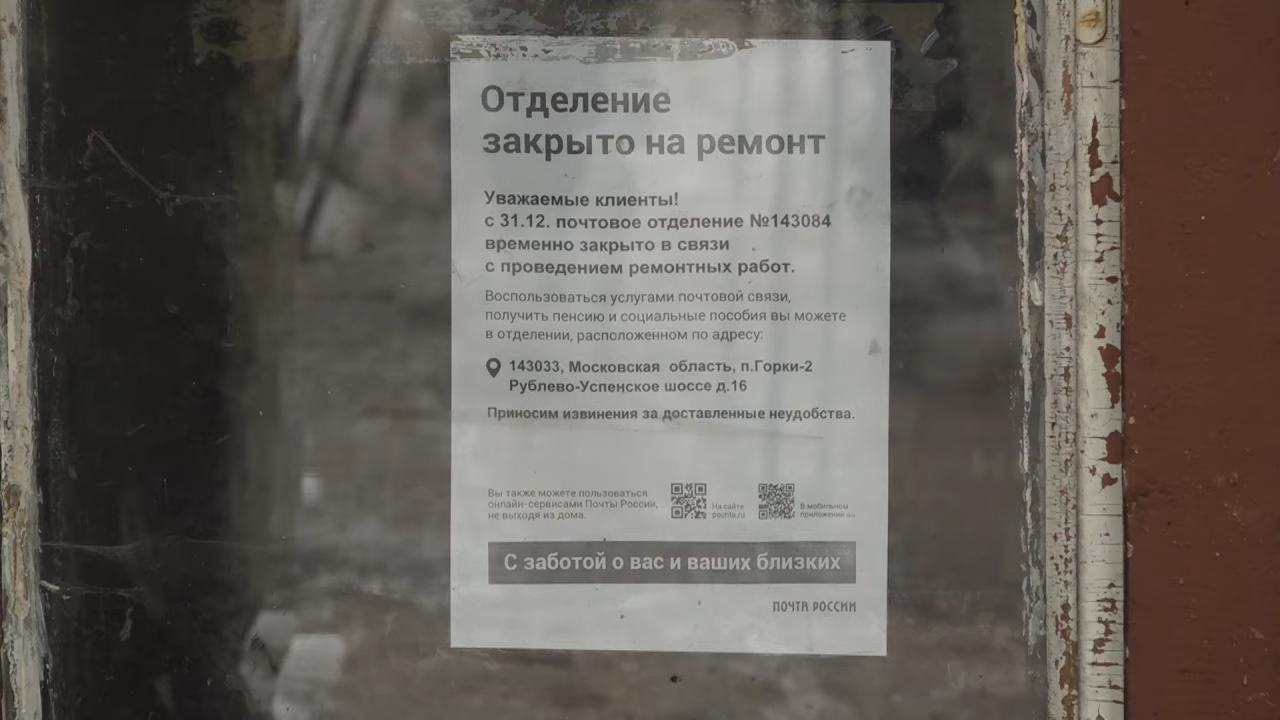 Отделение
закрыто на ремонт
Уважаемые клиенты!
с 31.12. почтовое отделение №143084
временно закрыто в связи
с проведением ремонтных работ.
Воспользоваться услугами почтовой связи,
получить пенсию и социальные пособия вы можете
в отделении, расположенном по адресу:
143033, Московская область, п.Горки-2
Рублево-Успенское шоссе д.16
Приносим извинения за доставленные неудобства.
Вы также можете пользоваться
онлайн-сервисами Почты России,
не выходя из дома.
На сайте
pochta.ru
В мобильном
приложении
С заботой о вас и ваших близких
ПОЧТА РОССИИ